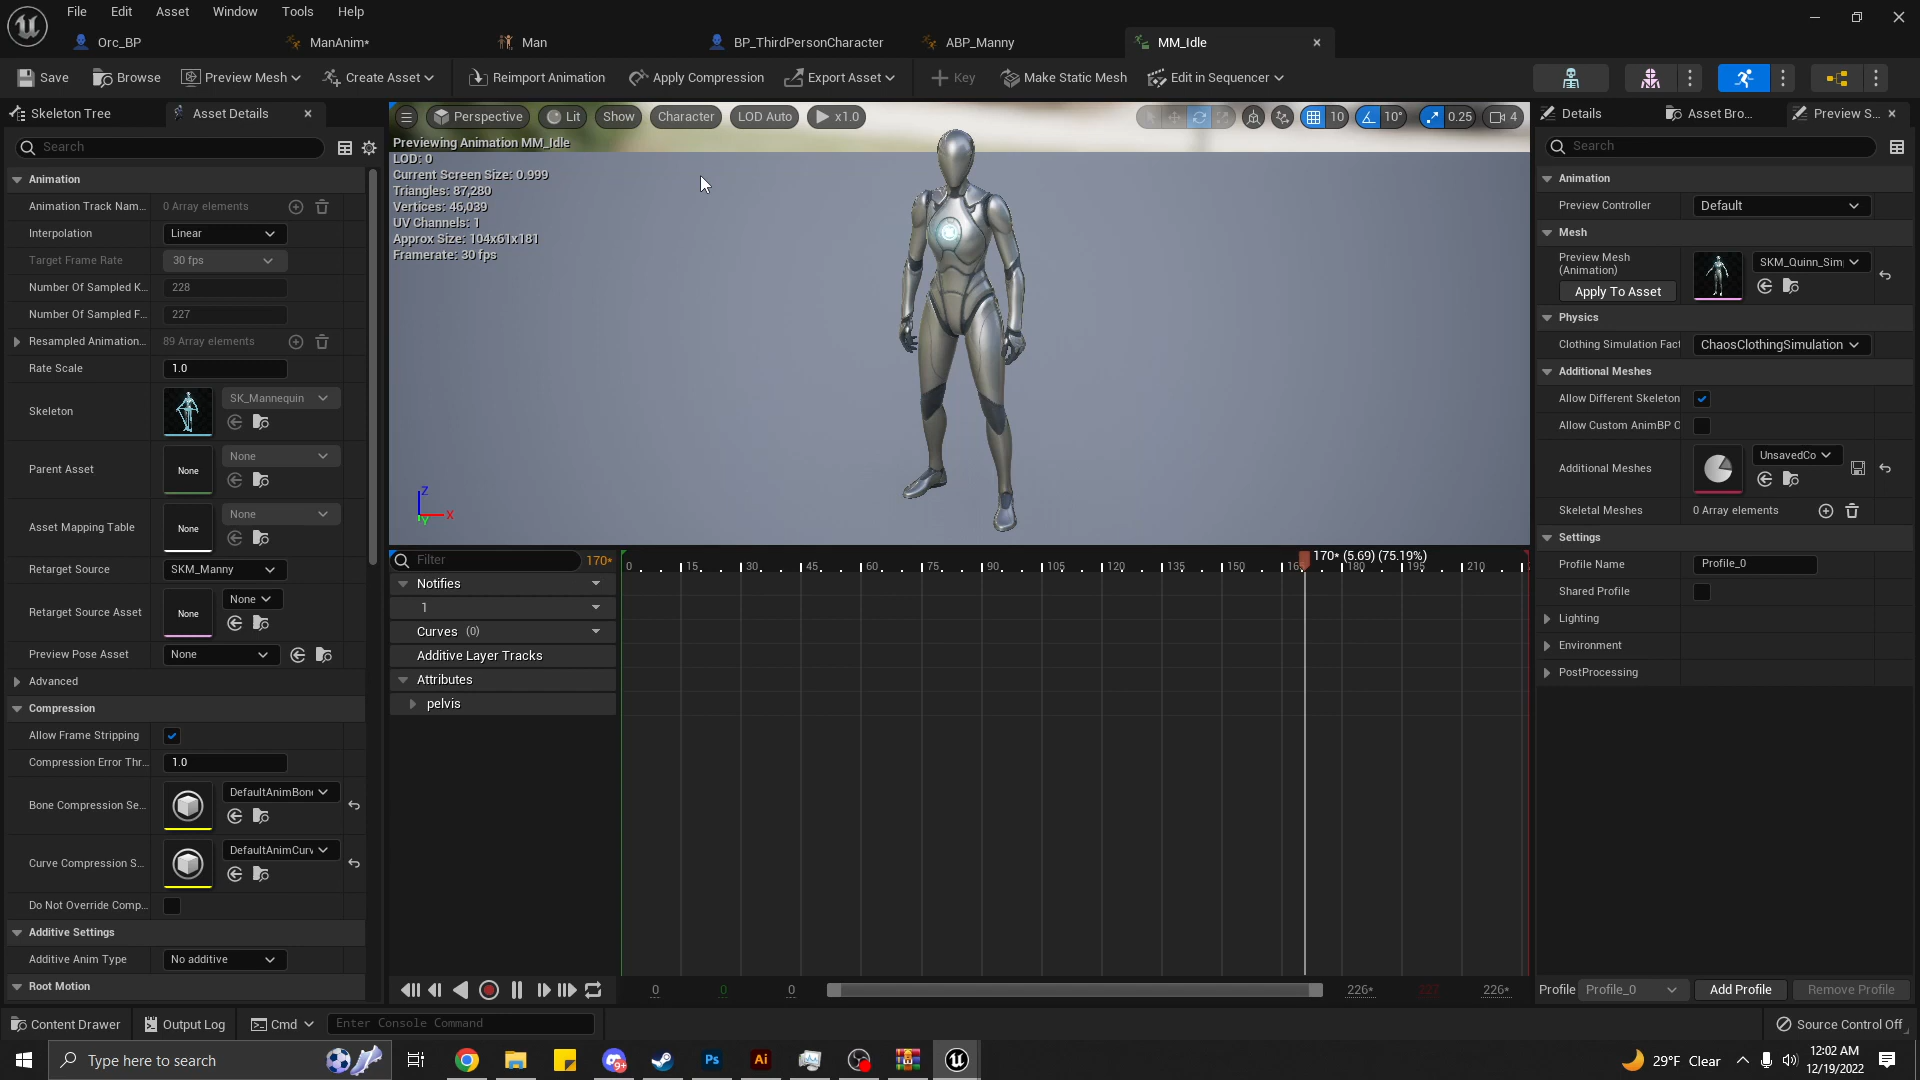 File Edit Asset Window Tools Help
Orc_BP ManAnim* Man BP_ThirdPersonCharacter ABP_Manny MM_Idle
Save Browse Preview Mesh Create Asset Reimport Animation Apply Compression Export Asset Key Make Static Mesh Edit in Sequencer
Skeleton Tree Asset Details
Search
Animation
Animation Track Nam... 0 Array elements
Interpolation Linear
Target Frame Rate 30 fps
Number Of Sampled K... 228
Number Of Sampled F... 227
Resampled Animation... 89 Array elements
Rate Scale 1.0
Skeleton SK_Mannequin
Parent Asset None None
Asset Mapping Table None None
Retarget Source SKM_Manny
Retarget Source Asset None None
Preview Pose Asset None
Advanced
Compression
Allow Frame Stripping
Compression Error Thr... 1.0
Bone Compression Se... DefaultAnimBon
Curve Compression S... DefaultAnimCurv
Do Not Override Comp...
Additive Settings
Additive Anim Type No additive
Root Motion
Perspective Lit Show Character LOD Auto x1.0 10 10° 0.25 4
Previewing Animation MM_Idle
LOD: 0
Current Screen Size: 0.999
Triangles: 87,280
Vertices: 46,039
UV Channels: 1
Approx Size: 104x61x181
Framerate: 30 fps
Z
X
Y
Filter 170*
170* (5.69) (75.19%)
0 15 30 45 60 75 90 105 120 135 150 165 180 195 210
Notifies
1
Curves (0)
Additive Layer Tracks
Attributes
pelvis
0 0 0 226* 227 226*
Details Asset Bro... Preview S...
Search
Animation
Preview Controller Default
Mesh
Preview Mesh
(Animation)
SKM_Quinn_Sim
Apply To Asset
Physics
Clothing Simulation Fact ChaosClothingSimulation
Additional Meshes
Allow Different Skeleton
Allow Custom AnimBP C
Additional Meshes UnsavedCo
Skeletal Meshes 0 Array elements
Settings
Profile Name Profile_0
Shared Profile
Lighting
Environment
PostProcessing
Profile Profile_0 Add Profile Remove Profile
Content Drawer Output Log Cmd Enter Console Command Source Control Off
Type here to search Ps Ai 29°F Clear 12:02 AM
12/19/2022